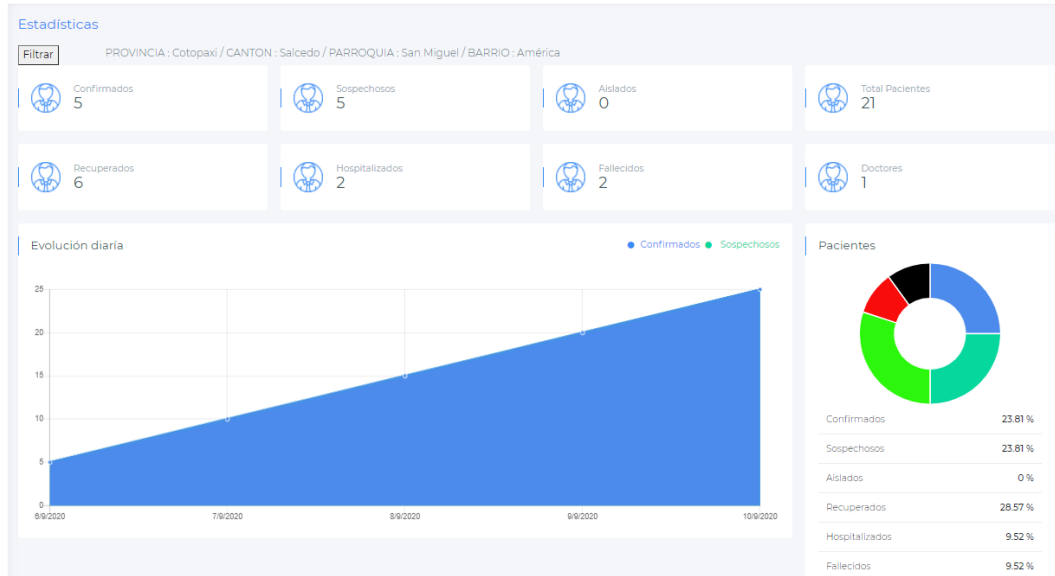 Estadísticas
Filtrar
PROVINCIA : Cotopaxi / CANTON : Salcedo / PARROQUIA : San Miguel / BARRIO : América
Confirmados
5
Sospechosos
5
Aislados
0
Total Pacientes
21
Recuperados
6
Hospitalizados
2
Fallecidos
2
Doctores
1
Evolución diaría
Confirmados Sospechosos
25
20
15
10
5
0
6/9/2020 7/9/2020 8/9/2020 9/9/2020 10/9/2020
Pacientes
Confirmados 23.81 %
Sospechosos 23.81 %
Aislados 0 %
Recuperados 28.57 %
Hospitalizados 9.52 %
Fallecidos 9.52 %